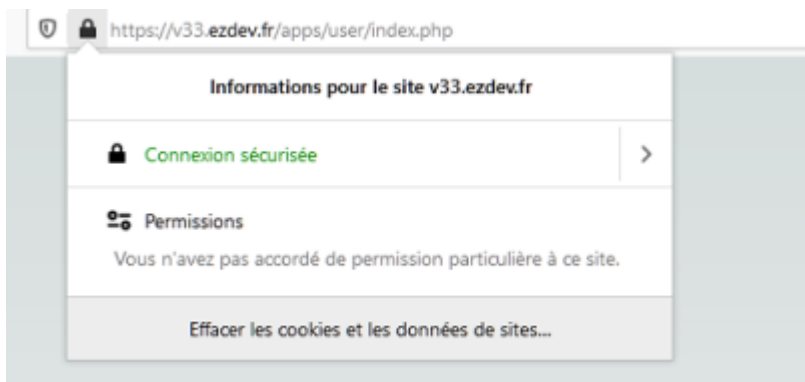 https://v33.ezdev.fr/apps/user/index.php
Informations pour le site v33.ezdev.fr
Connexion sécurisée
Permissions
Vous n'avez pas accordé de permission particulière à ce site.
Effacer les cookies et les données de sites...